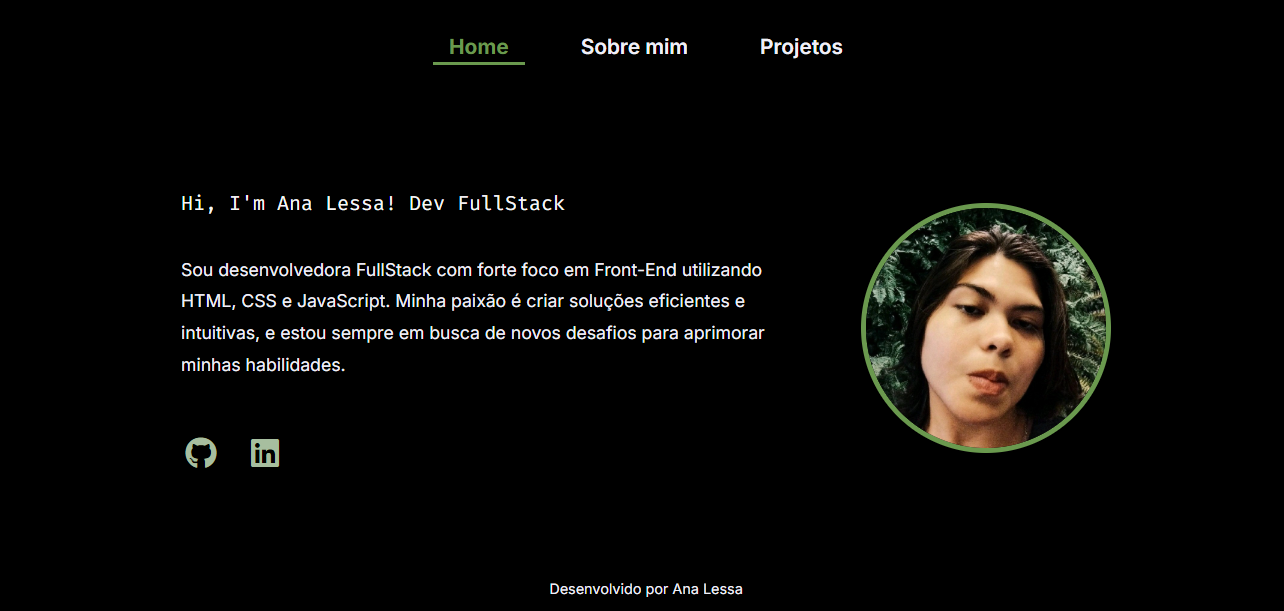 Home Sobre mim Projetos
Hi, I'm Ana Lessa! Dev FullStack
Sou desenvolvedora FullStack com forte foco em Front-End utilizando
HTML, CSS e JavaScript. Minha paixão é criar soluções eficientes e
intuitivas, e estou sempre em busca de novos desafios para aprimorar
minhas habilidades.
in
Desenvolvido por Ana Lessa